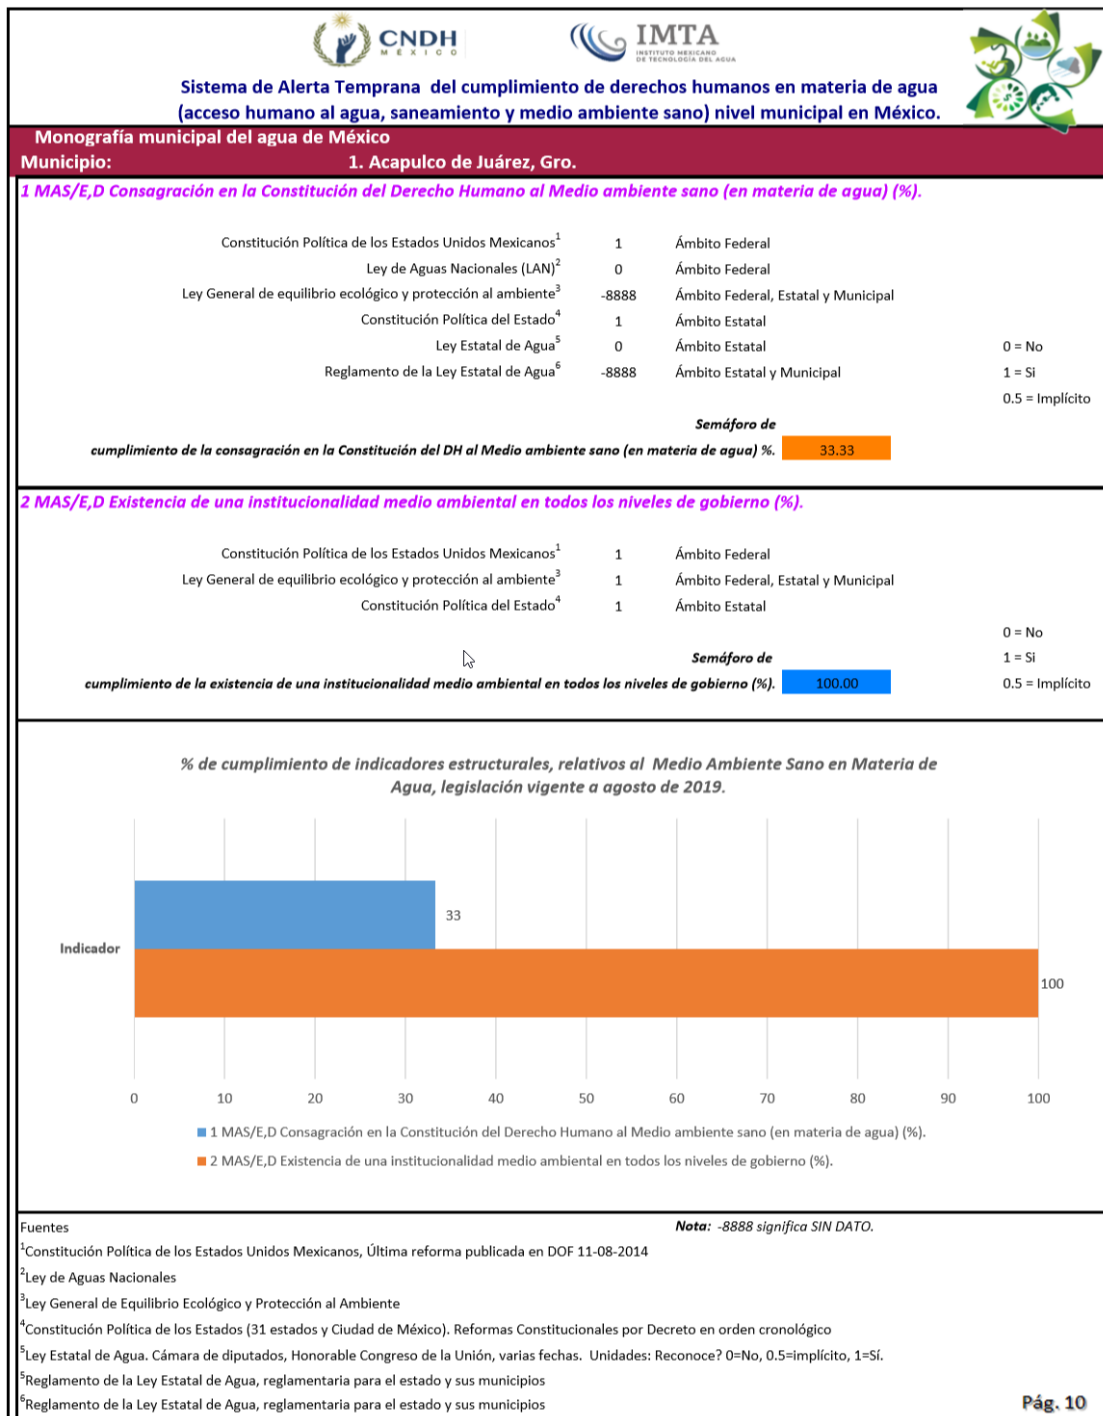 CNDH
MÉXICO
IMTA
INSTITUTO MEXICANO
DE TECNOLOGÍA DEL AGUA
Sistema de Alerta Temprana del cumplimiento de derechos humanos en materia de agua
(acceso humano al agua, saneamiento y medio ambiente sano) nivel municipal en México.
Monografía municipal del agua de México
Municipio: 1. Acapulco de Juárez, Gro.
1 MAS/E,D Consagración en la Constitución del Derecho Humano al Medio ambiente sano (en materia de agua) (%).
Constitución Política de los Estados Unidos Mexicanos1 1 Ámbito Federal
Ley de Aguas Nacionales (LAN)2 0 Ámbito Federal
Ley General de equilibrio ecológico y protección al ambiente3 -8888 Ámbito Federal, Estatal y Municipal
Constitución Política del Estado4 1 Ámbito Estatal
Ley Estatal de Agua5 0 Ámbito Estatal 0 = No
Reglamento de la Ley Estatal de Agua6 -8888 Ámbito Estatal y Municipal 1 = Si
0.5 = Implícito
Semáforo de
cumplimiento de la consagración en la Constitución del DH al Medio ambiente sano (en materia de agua) %. 33.33
2 MAS/E,D Existencia de una institucionalidad medio ambiental en todos los niveles de gobierno (%).
Constitución Política de los Estados Unidos Mexicanos1 1 Ámbito Federal
Ley General de equilibrio ecológico y protección al ambiente3 1 Ámbito Federal, Estatal y Municipal
Constitución Política del Estado4 1 Ámbito Estatal
0 = No
Semáforo de 1 = Si
cumplimiento de la existencia de una institucionalidad medio ambiental en todos los niveles de gobierno (%). 100.00 0.5 = Implícito
% de cumplimiento de indicadores estructurales, relativos al Medio Ambiente Sano en Materia de
Agua, legislación vigente a agosto de 2019.
33
Indicador
100
0 10 20 30 40 50 60 70 80 90 100
1 MAS/E,D Consagración en la Constitución del Derecho Humano al Medio ambiente sano (en materia de agua) (%).
2 MAS/E,D Existencia de una institucionalidad medio ambiental en todos los niveles de gobierno (%).
Fuentes Nota: -8888 significa SIN DATO.
1Constitución Política de los Estados Unidos Mexicanos, Última reforma publicada en DOF 11-08-2014
2Ley de Aguas Nacionales
3Ley General de Equilibrio Ecológico y Protección al Ambiente
4Constitución Política de los Estados (31 estados y Ciudad de México). Reformas Constitucionales por Decreto en orden cronológico
5Ley Estatal de Agua. Cámara de diputados, Honorable Congreso de la Unión, varias fechas. Unidades: Reconoce? 0=No, 0.5=implícito, 1=Sí.
5Reglamento de la Ley Estatal de Agua, reglamentaria para el estado y sus municipios
6Reglamento de la Ley Estatal de Agua, reglamentaria para el estado y sus municipios
Pág. 10